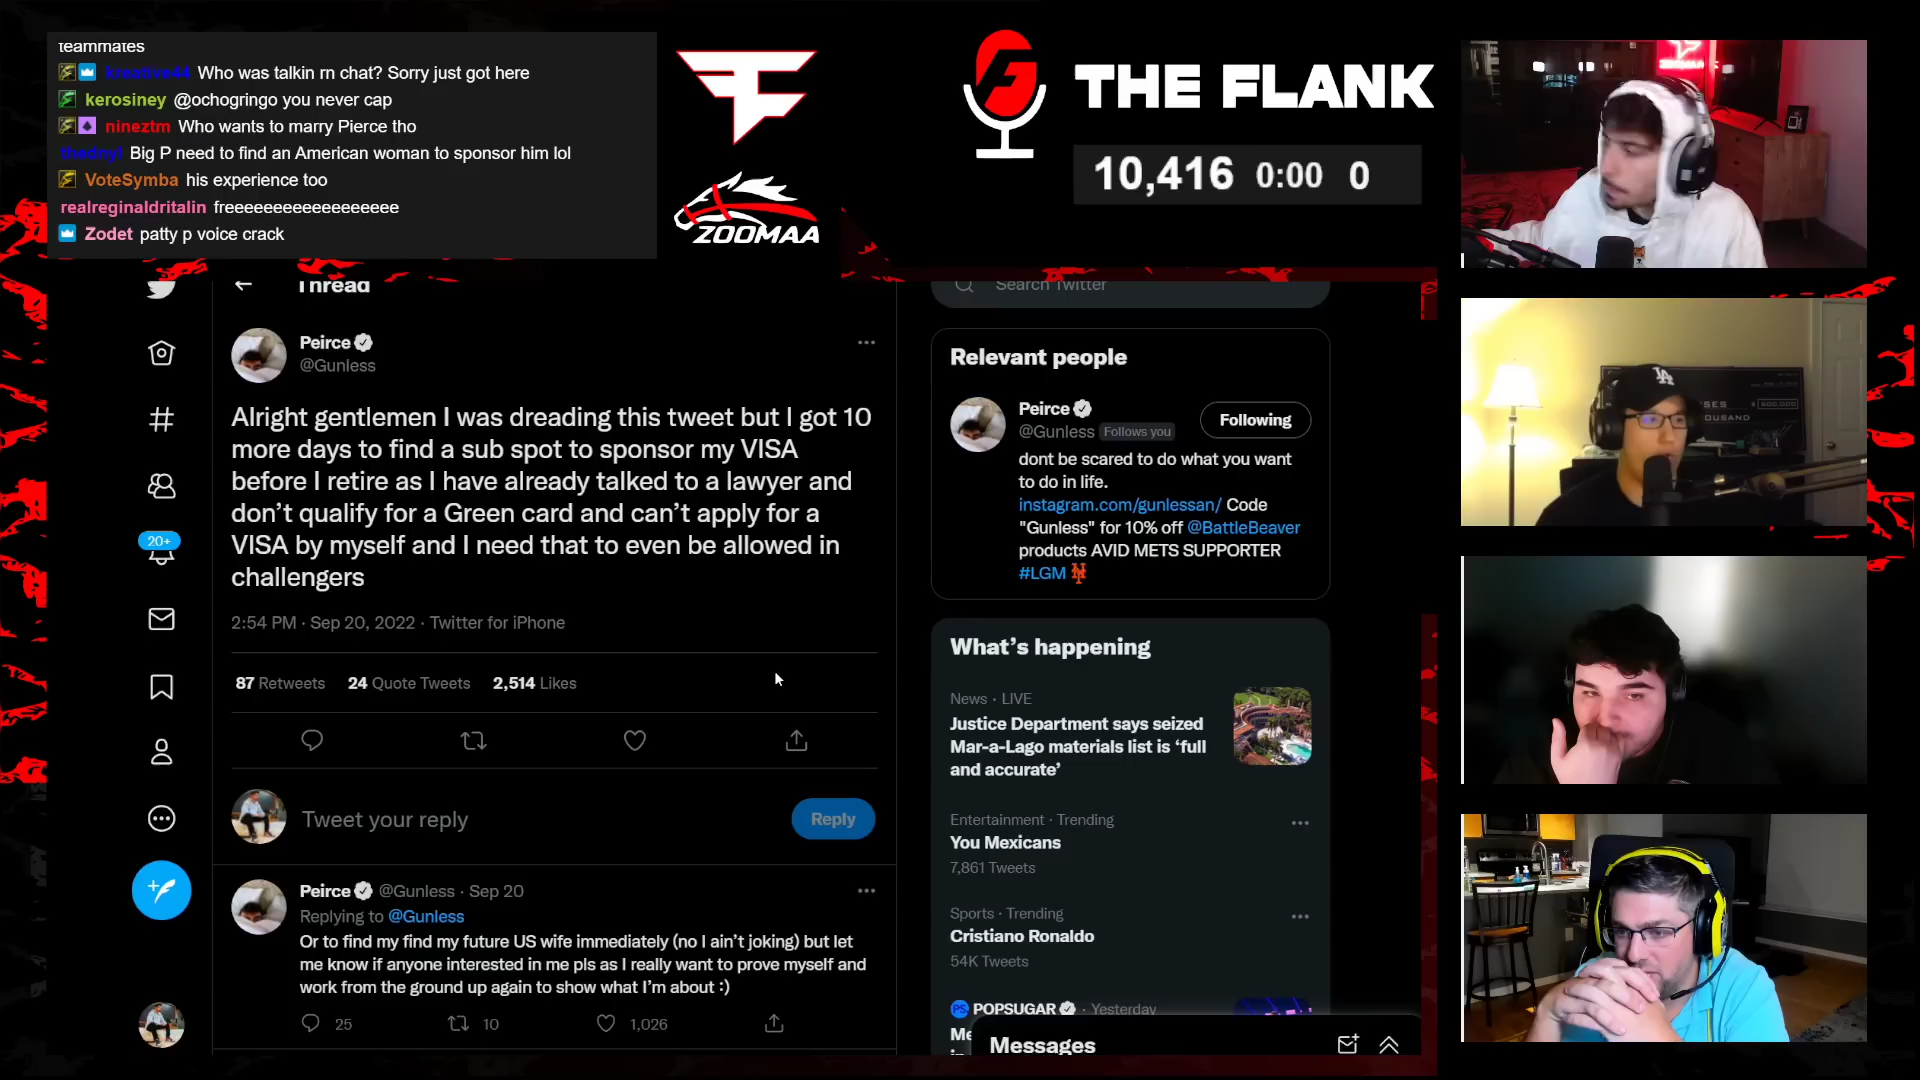 teammates
kreative44 Who was talkin rn chat? Sorry just got here
kerosiney @ochogringo you never cap
nineztm Who wants to marry Pierce tho
Big P need to find an American woman to sponsor him lol
VoteSymba his experience too
realreginaldritalin freeeeeeeeeeeeeeeeeee
Zodet patty p voice crack
ZOOMAA
THE FLANK
10,416 0:00 0
Thread
Peirce
@Gunless
Alright gentlemen I was dreading this tweet but I got 10
more days to find a sub spot to sponsor my VISA
before I retire as I have already talked to a lawyer and
don’t qualify for a Green card and can’t apply for a
VISA by myself and I need that to even be allowed in
challengers
2:54 PM · Sep 20, 2022 · Twitter for iPhone
87 Retweets 24 Quote Tweets 2,514 Likes
20+
Tweet your reply
Reply
Peirce @Gunless · Sep 20
Replying to @Gunless
Or to find my find my future US wife immediately (no I ain’t joking) but let
me know if anyone interested in me pls as I really want to prove myself and
work from the ground up again to show what I’m about :)
25 10 1,026
Search Twitter
Relevant people
Peirce
@Gunless Follows you
Following
dont be scared to do what you want
to do in life.
instagram.com/gunlessan/ Code
"Gunless" for 10% off @BattleBeaver
products AVID METS SUPPORTER
#LGM
What’s happening
News · LIVE
Justice Department says seized
Mar-a-Lago materials list is ‘full
and accurate’
Entertainment · Trending
You Mexicans
7,861 Tweets
Sports · Trending
Cristiano Ronaldo
54K Tweets
PS POPSUGAR · Yesterday
Me
Messages
LA
OUSAND